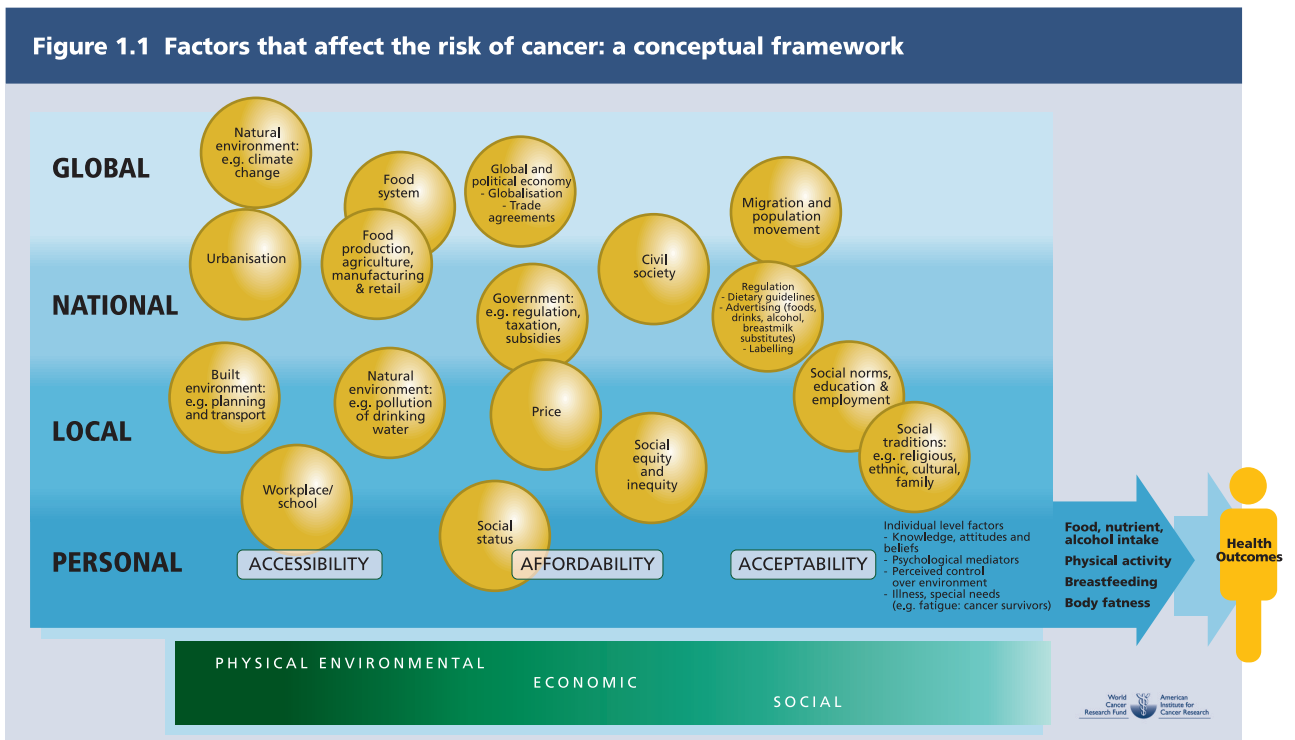 Figure 1.1 Factors that affect the risk of cancer: a conceptual framework
GLOBAL
Natural
environment:
e.g. climate
change
Food
system
Global and
political economy
- Globalisation
- Trade
agreements
Migration and
population
movement
Urbanisation
Food
production,
agriculture,
manufacturing
& retail
Civil
society
NATIONAL
Government:
e.g. regulation,
taxation,
subsidies
Regulation
- Dietary guidelines
- Advertising (foods,
drinks, alcohol,
breastmilk
substitutes)
- Labelling
Built
environment:
e.g. planning
and transport
Natural
environment:
e.g. pollution
of drinking
water
Price
Social norms,
education &
employment
LOCAL
Social
equity
and
inequity
Social
traditions:
e.g. religious,
ethnic, cultural,
family
Workplace/
school
Social
status
PERSONAL
ACCESSIBILITY
AFFORDABILITY
ACCEPTABILITY
Individual level factors
- Knowledge, attitudes and
beliefs
- Psychological mediators
- Perceived control
over environment
- Illness, special needs
(e.g. fatigue: cancer survivors)
Food, nutrient,
alcohol intake
Physical activity
Breastfeeding
Body fatness
Health
Outcomes
PHYSICAL ENVIRONMENTAL
ECONOMIC
SOCIAL
World
Cancer
Research Fund
American
Institute for
Cancer Research